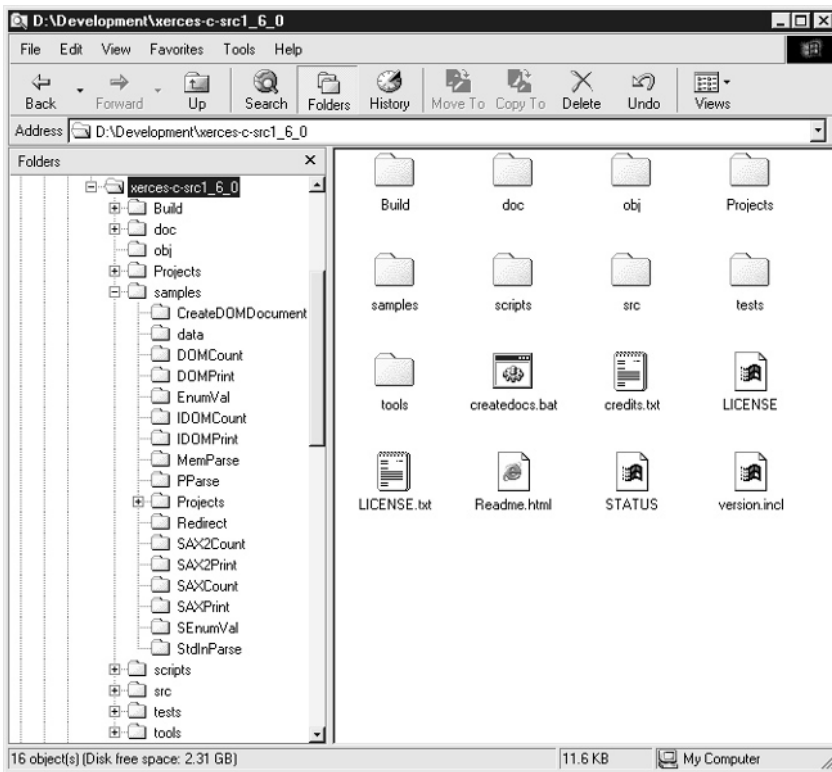 D:\Development\xerces-c-src1_6_0
File Edit View Favorites Tools Help
Back Forward Up Search Folders History Move To Copy To Delete Undo Views
Address D:\Development\xerces-c-src1_6_0
Folders
xerces-c-src1_6_0
Build
doc
obj
Projects
samples
CreateDOMDocument
data
DOMCount
DOMPrint
EnumVal
IDOMCount
IDOMPrint
MemParse
PParse
Projects
Redirect
SAX2Count
SAX2Print
SAXCount
SAXPrint
SEnumVal
StdInParse
scripts
src
tests
tools
Build doc obj Projects
samples scripts src tests
tools createdocs.bat credits.txt LICENSE
LICENSE.txt Readme.html STATUS version.incl
16 object(s) (Disk free space: 2.31 GB) 11.6 KB My Computer